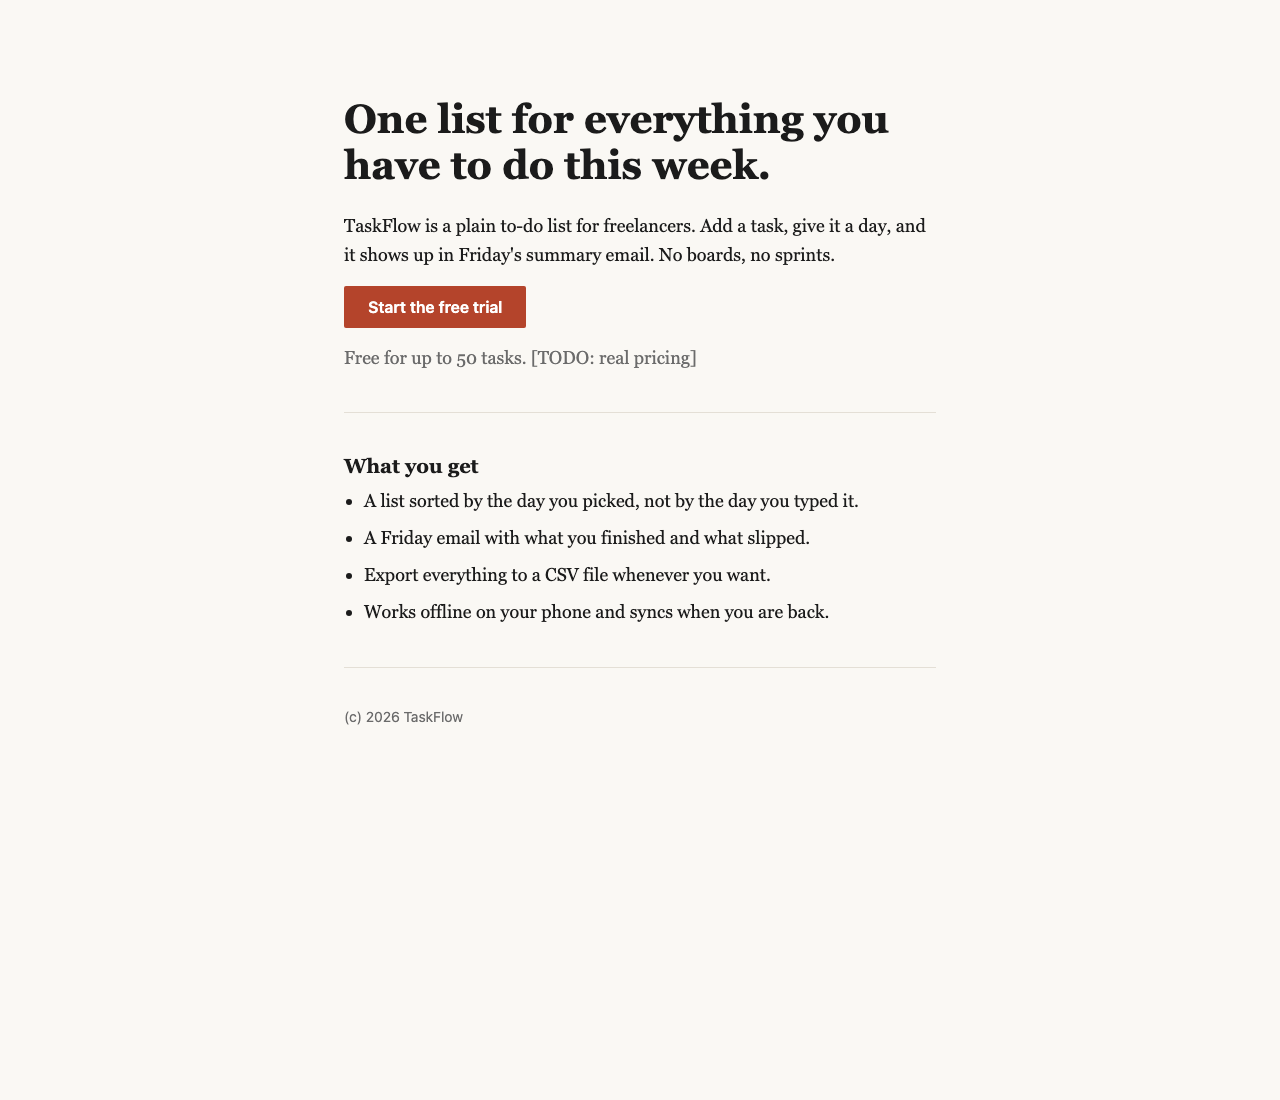 One list for everything you
have to do this week.
TaskFlow is a plain to-do list for freelancers. Add a task, give it a day, and
it shows up in Friday's summary email. No boards, no sprints.
Start the free trial
Free for up to 50 tasks. [TODO: real pricing]
What you get
• A list sorted by the day you picked, not by the day you typed it.
• A Friday email with what you finished and what slipped.
• Export everything to a CSV file whenever you want.
• Works offline on your phone and syncs when you are back.
(c) 2026 TaskFlow